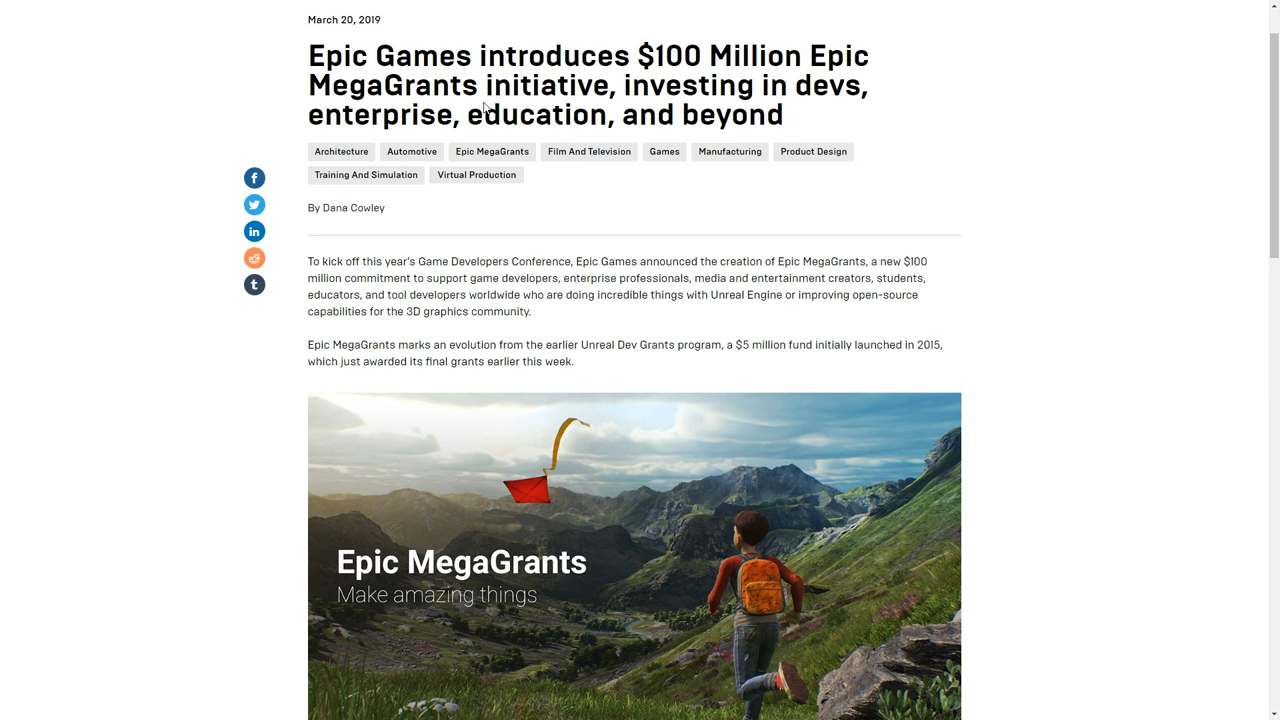 March 20, 2019
Epic Games introduces $100 Million Epic
MegaGrants initiative, investing in devs,
enterprise, education, and beyond
Architecture Automotive Epic MegaGrants Film And Television Games Manufacturing Product Design
Training And Simulation Virtual Production
By Dana Cowley
To kick off this year's Game Developers Conference, Epic Games announced the creation of Epic MegaGrants, a new $100
million commitment to support game developers, enterprise professionals, media and entertainment creators, students,
educators, and tool developers worldwide who are doing incredible things with Unreal Engine or improving open-source
capabilities for the 3D graphics community.
Epic MegaGrants marks an evolution from the earlier Unreal Dev Grants program, a $5 million fund initially launched in 2015,
which just awarded its final grants earlier this week.
Epic MegaGrants
Make amazing things